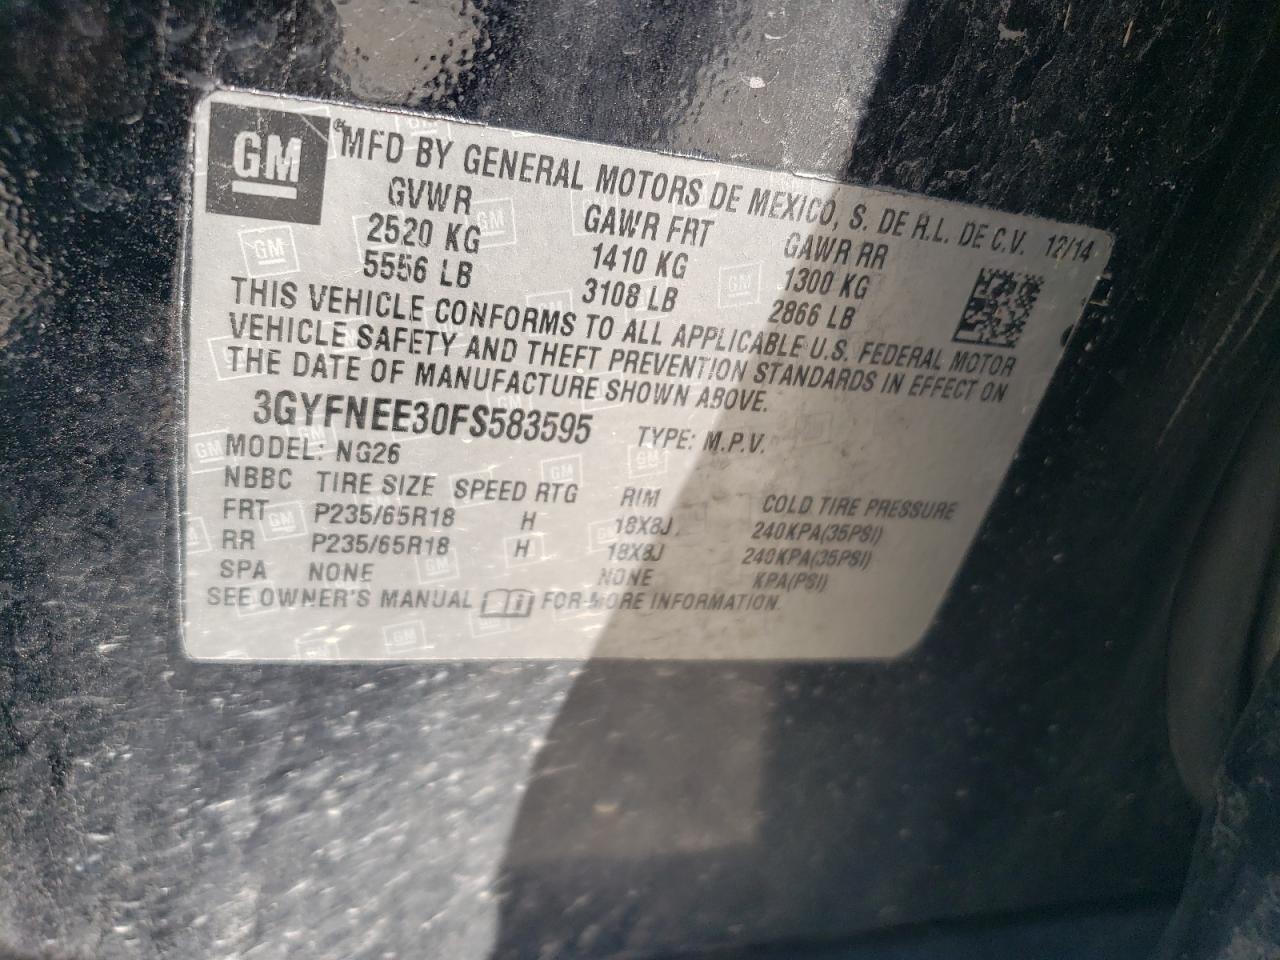 GM
MFD BY GENERAL MOTORS DE MEXICO, S. DE R.L. DE C.V. 12/14
GVWR GAWR FRT GAWR RR
2520 KG 1410 KG 1300 KG
5556 LB 3108 LB 2866 LB
THIS VEHICLE CONFORMS TO ALL APPLICABLE U.S. FEDERAL MOTOR
VEHICLE SAFETY AND THEFT PREVENTION STANDARDS IN EFFECT ON
THE DATE OF MANUFACTURE SHOWN ABOVE.
3GYFNEE30FS583595 TYPE: M.P.V.
MODEL: NG26
NBBC TIRE SIZE SPEED RTG RIM COLD TIRE PRESSURE
FRT P235/65R18 H 18X8J 240KPA(35PSI)
RR P235/65R18 H 18X8J 240KPA(35PSI)
SPA NONE NONE KPA(PSI)
SEE OWNER'S MANUAL FOR MORE INFORMATION.